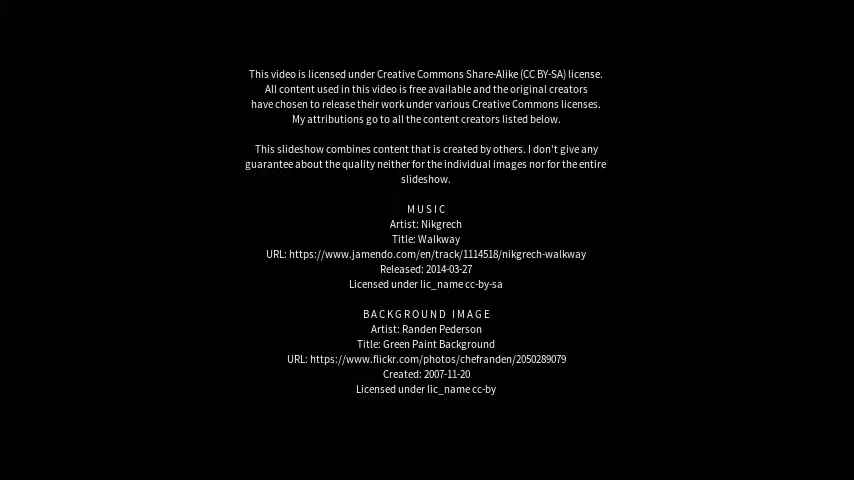 This video is licensed under Creative Commons Share-Alike (CC BY-SA) license.
All content used in this video is free available and the original creators
have chosen to release their work under various Creative Commons licenses.
My attributions go to all the content creators listed below.
This slideshow combines content that is created by others. I don't give any
guarantee about the quality neither for the individual images nor for the entire
slideshow.
MUSIC
Artist: Nikgrech
Title: Walkway
URL: https://www.jamendo.com/en/track/1114518/nikgrech-walkway
Released: 2014-03-27
Licensed under lic_name cc-by-sa
BACKGROUND IMAGE
Artist: Randen Pederson
Title: Green Paint Background
URL: https://www.flickr.com/photos/chefranden/2050289079
Created: 2007-11-20
Licensed under lic_name cc-by